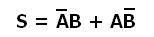 S = A̅B + AB̅